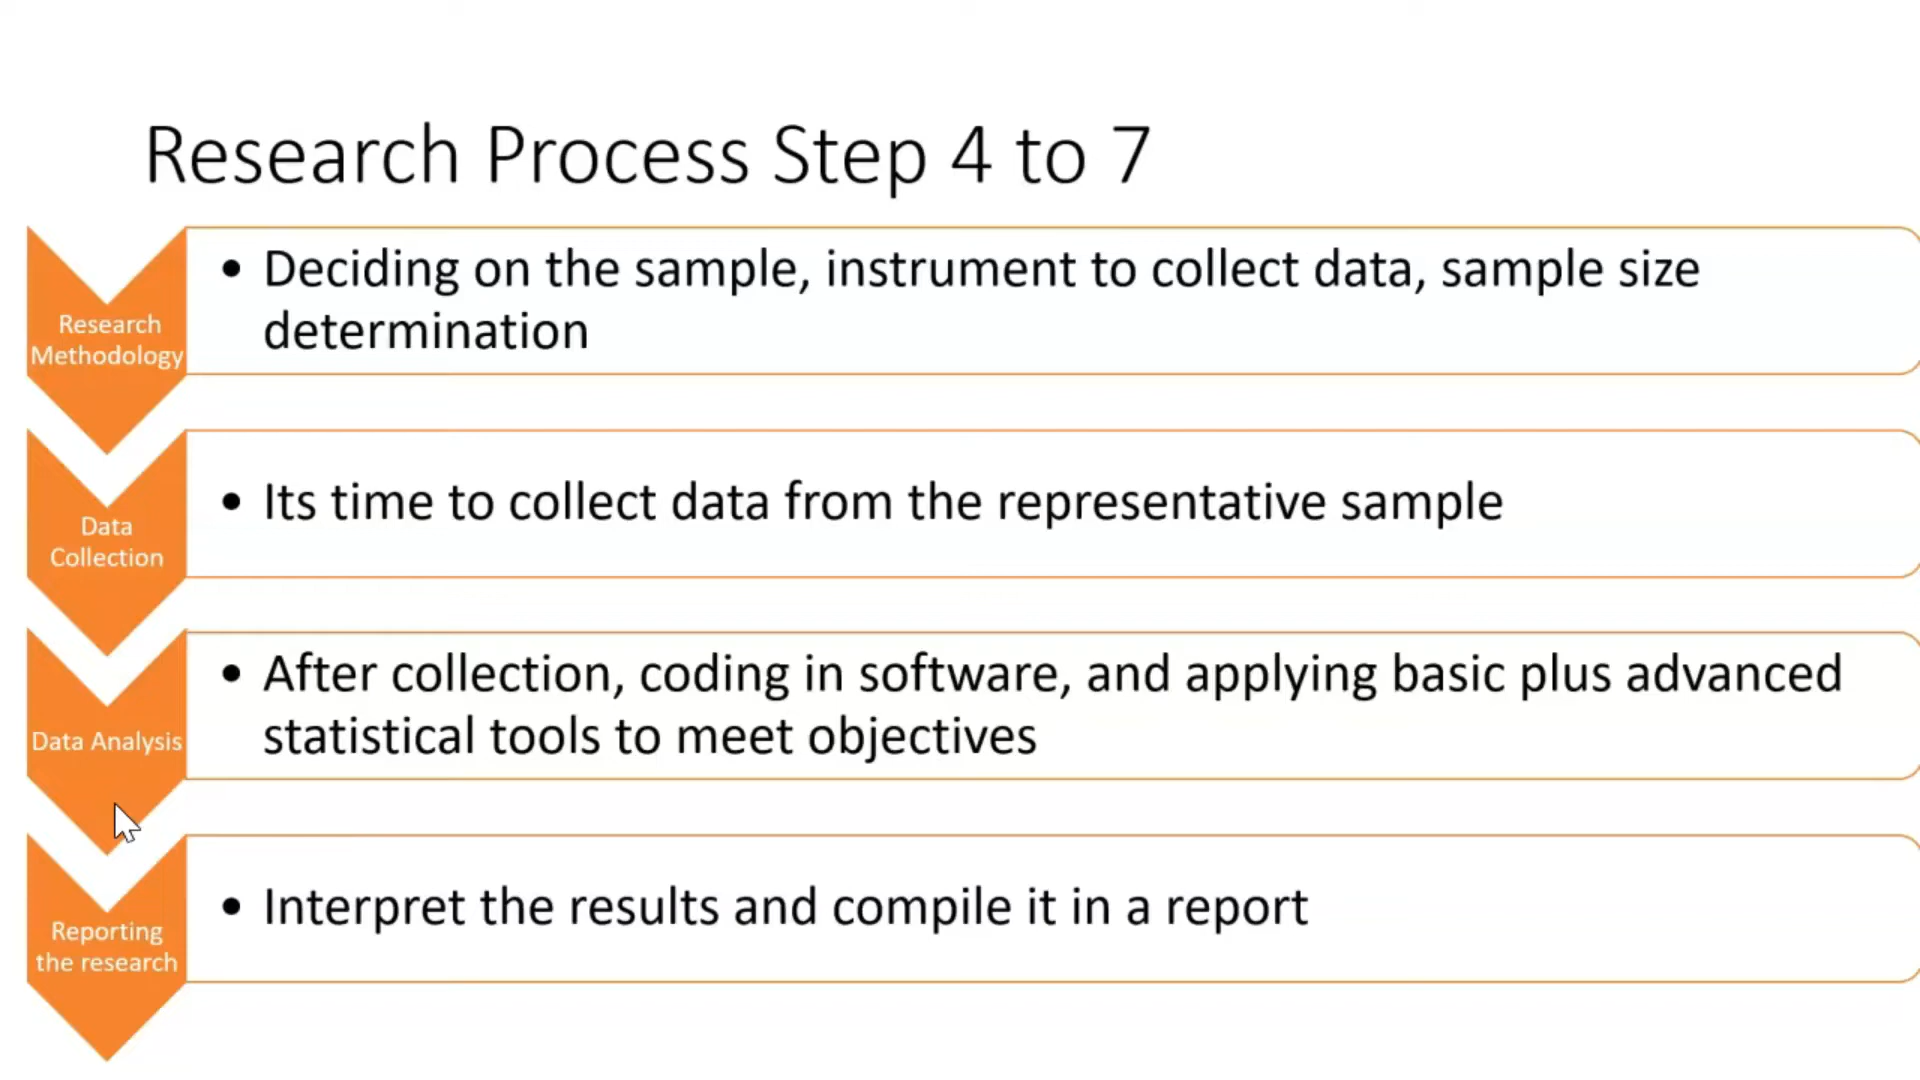 Research Process Step 4 to 7
Research
Methodology
• Deciding on the sample, instrument to collect data, sample size
determination
Data
Collection
• Its time to collect data from the representative sample
Data Analysis
• After collection, coding in software, and applying basic plus advanced
statistical tools to meet objectives
Reporting
the research
• Interpret the results and compile it in a report